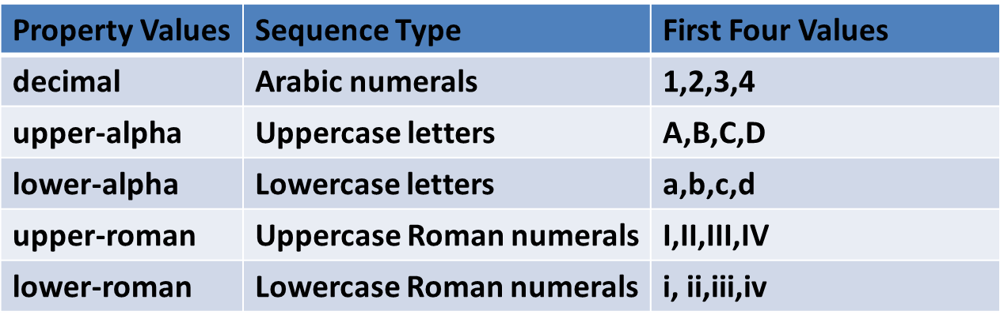 Property Values Sequence Type First Four Values
decimal Arabic numerals 1,2,3,4
upper-alpha Uppercase letters A,B,C,D
lower-alpha Lowercase letters a,b,c,d
upper-roman Uppercase Roman numerals I,II,III,IV
lower-roman Lowercase Roman numerals i, ii,iii,iv